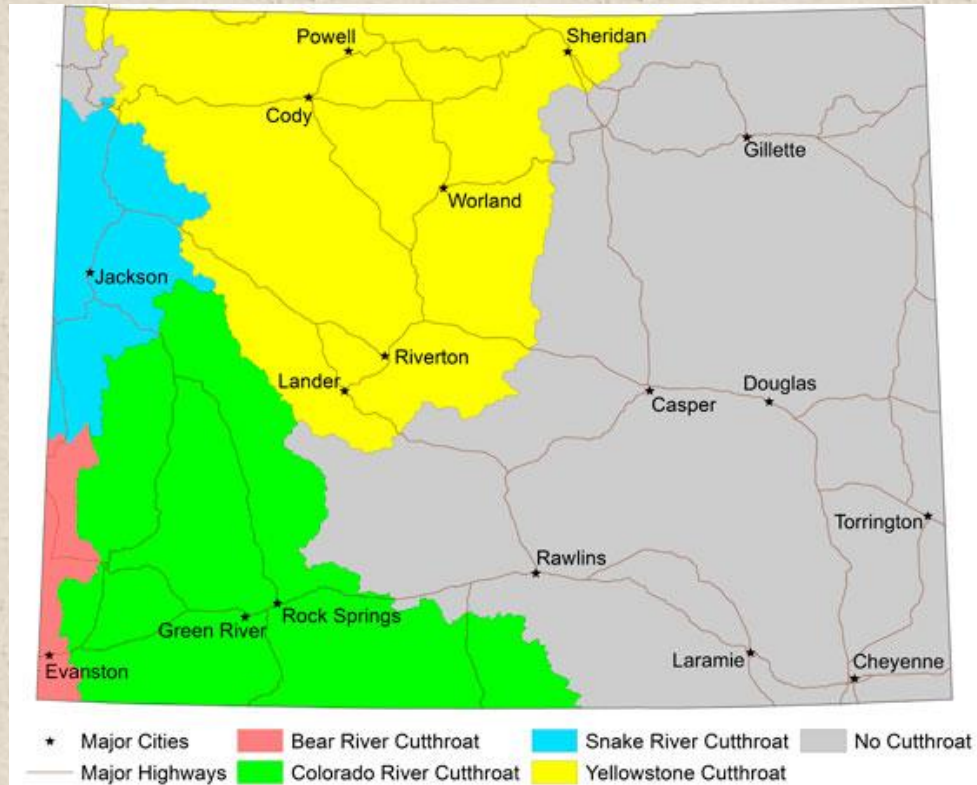 Powell
Sheridan
Cody
Gillette
Worland
Jackson
Riverton
Lander
Douglas
Casper
Torrington
Rawlins
Rock Springs
Green River
Laramie
Cheyenne
Evanston
Major Cities
Bear River Cutthroat
Snake River Cutthroat
No Cutthroat
Major Highways
Colorado River Cutthroat
Yellowstone Cutthroat